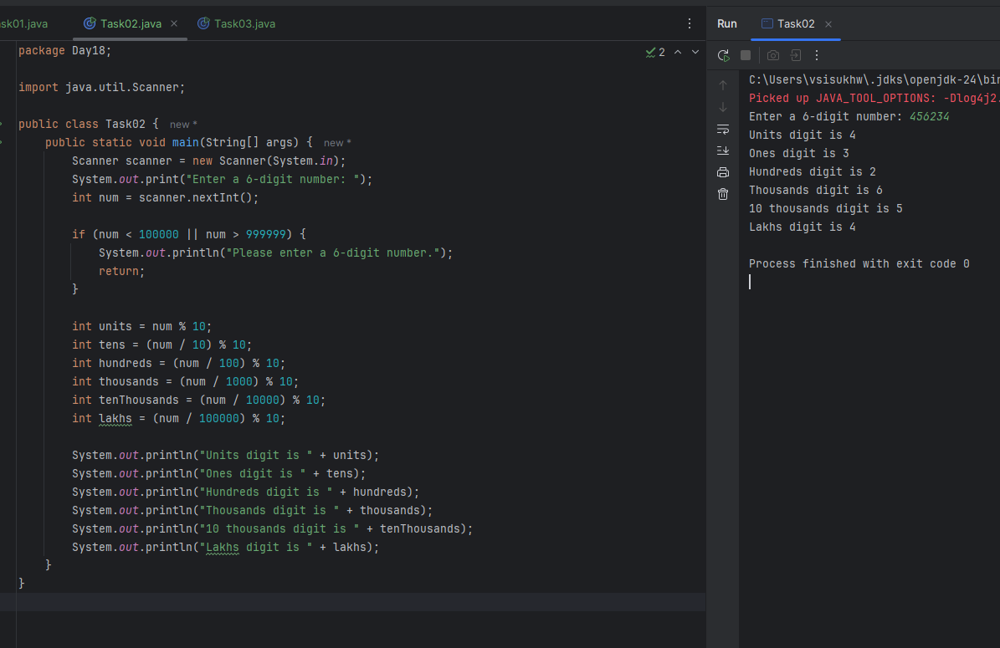 sk01.java
Task02.java
Task03.java
Run
Task02
package Day18;
2
import java.util.Scanner;
public class Task02 { new *
    public static void main(String[] args) { new *
        Scanner scanner = new Scanner(System.in);
        System.out.print("Enter a 6-digit number: ");
        int num = scanner.nextInt();
        if (num < 100000 || num > 999999) {
            System.out.println("Please enter a 6-digit number.");
            return;
        }
        int units = num % 10;
        int tens = (num / 10) % 10;
        int hundreds = (num / 100) % 10;
        int thousands = (num / 1000) % 10;
        int tenThousands = (num / 10000) % 10;
        int lakhs = (num / 100000) % 10;
        System.out.println("Units digit is " + units);
        System.out.println("Ones digit is " + tens);
        System.out.println("Hundreds digit is " + hundreds);
        System.out.println("Thousands digit is " + thousands);
        System.out.println("10 thousands digit is " + tenThousands);
        System.out.println("Lakhs digit is " + lakhs);
    }
}
C:\Users\vsisukhw\.jdks\openjdk-24\bin
Picked up JAVA_TOOL_OPTIONS: -Dlog4j2.
Enter a 6-digit number: 456234
Units digit is 4
Ones digit is 3
Hundreds digit is 2
Thousands digit is 6
10 thousands digit is 5
Lakhs digit is 4
Process finished with exit code 0